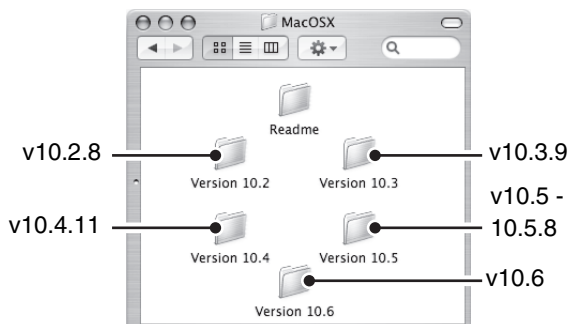 MacOSX
Readme
v10.2.8
v10.3.9
Version 10.2
Version 10.3
v10.5 -
10.5.8
v10.4.11
Version 10.4
Version 10.5
v10.6
Version 10.6